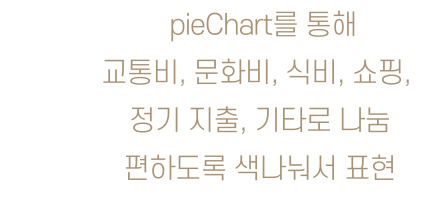 pieChart를 통해
교통비, 문화비, 식비, 쇼핑,
정기 지출, 기타로 나눔
편하도록 색나눠서 표현